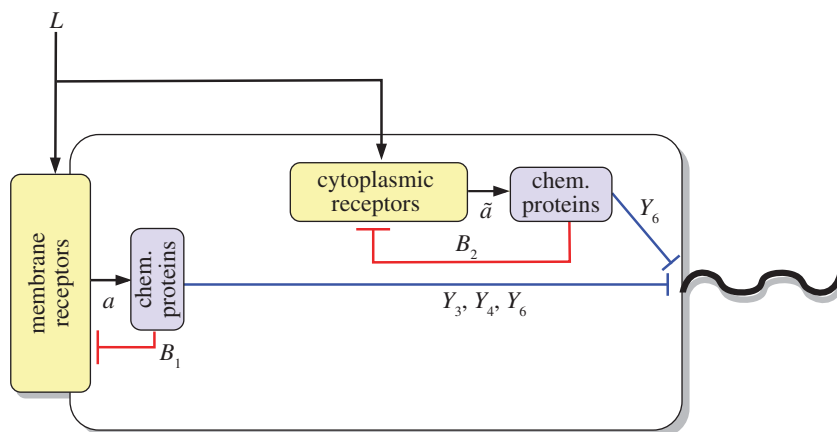 L
cytoplasmic
receptors
ã
chem.
proteins
Y₆
B₂
membrane
receptors
a
chem.
proteins
B₁
Y₃, Y₄, Y₆